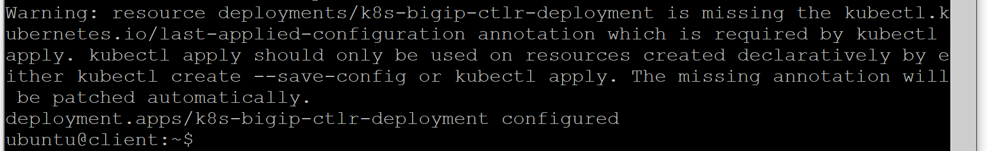 Warning: resource deployments/k8s-bigip-ctlr-deployment is missing the kubectl.k
ubernetes.io/last-applied-configuration annotation which is required by kubectl
apply. kubectl apply should only be used on resources created declaratively by e
ither kubectl create --save-config or kubectl apply. The missing annotation will
 be patched automatically.
deployment.apps/k8s-bigip-ctlr-deployment configured
ubuntu@client:~$